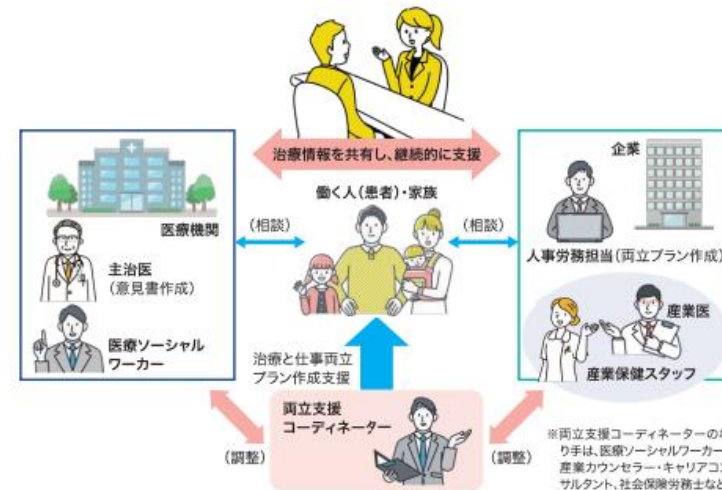 治療情報を共有し、継続的に支援
企業
働く人(患者)・家族
医療機関
(相談)
(相談)
人事労務担当(両立プラン作成)
主治医
(意見書作成)
産業医
医療ソーシャル
ワーカー
産業保健スタッフ
治療と仕事両立
プラン作成支援
両立支援
コーディネーター
(調整)
(調整)
※両立支援コーディネーターの
り手は、医療ソーシャルワーカー
産業カウンセラー・キャリアコン
サルタント、社会保険労務士など